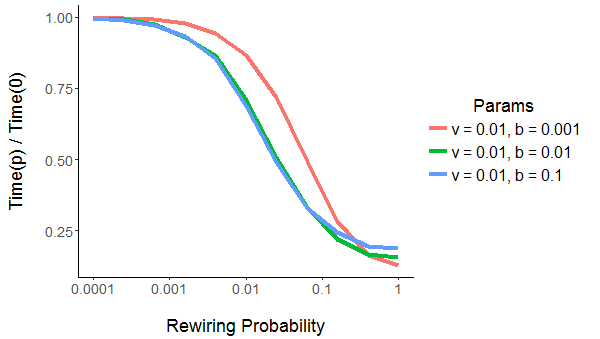 1.00
0.75
0.50
0.25
Time(p) / Time(0)
0.0001 0.001 0.01 0.1 1
Rewiring Probability
Params
v = 0.01, b = 0.001
v = 0.01, b = 0.01
v = 0.01, b = 0.1